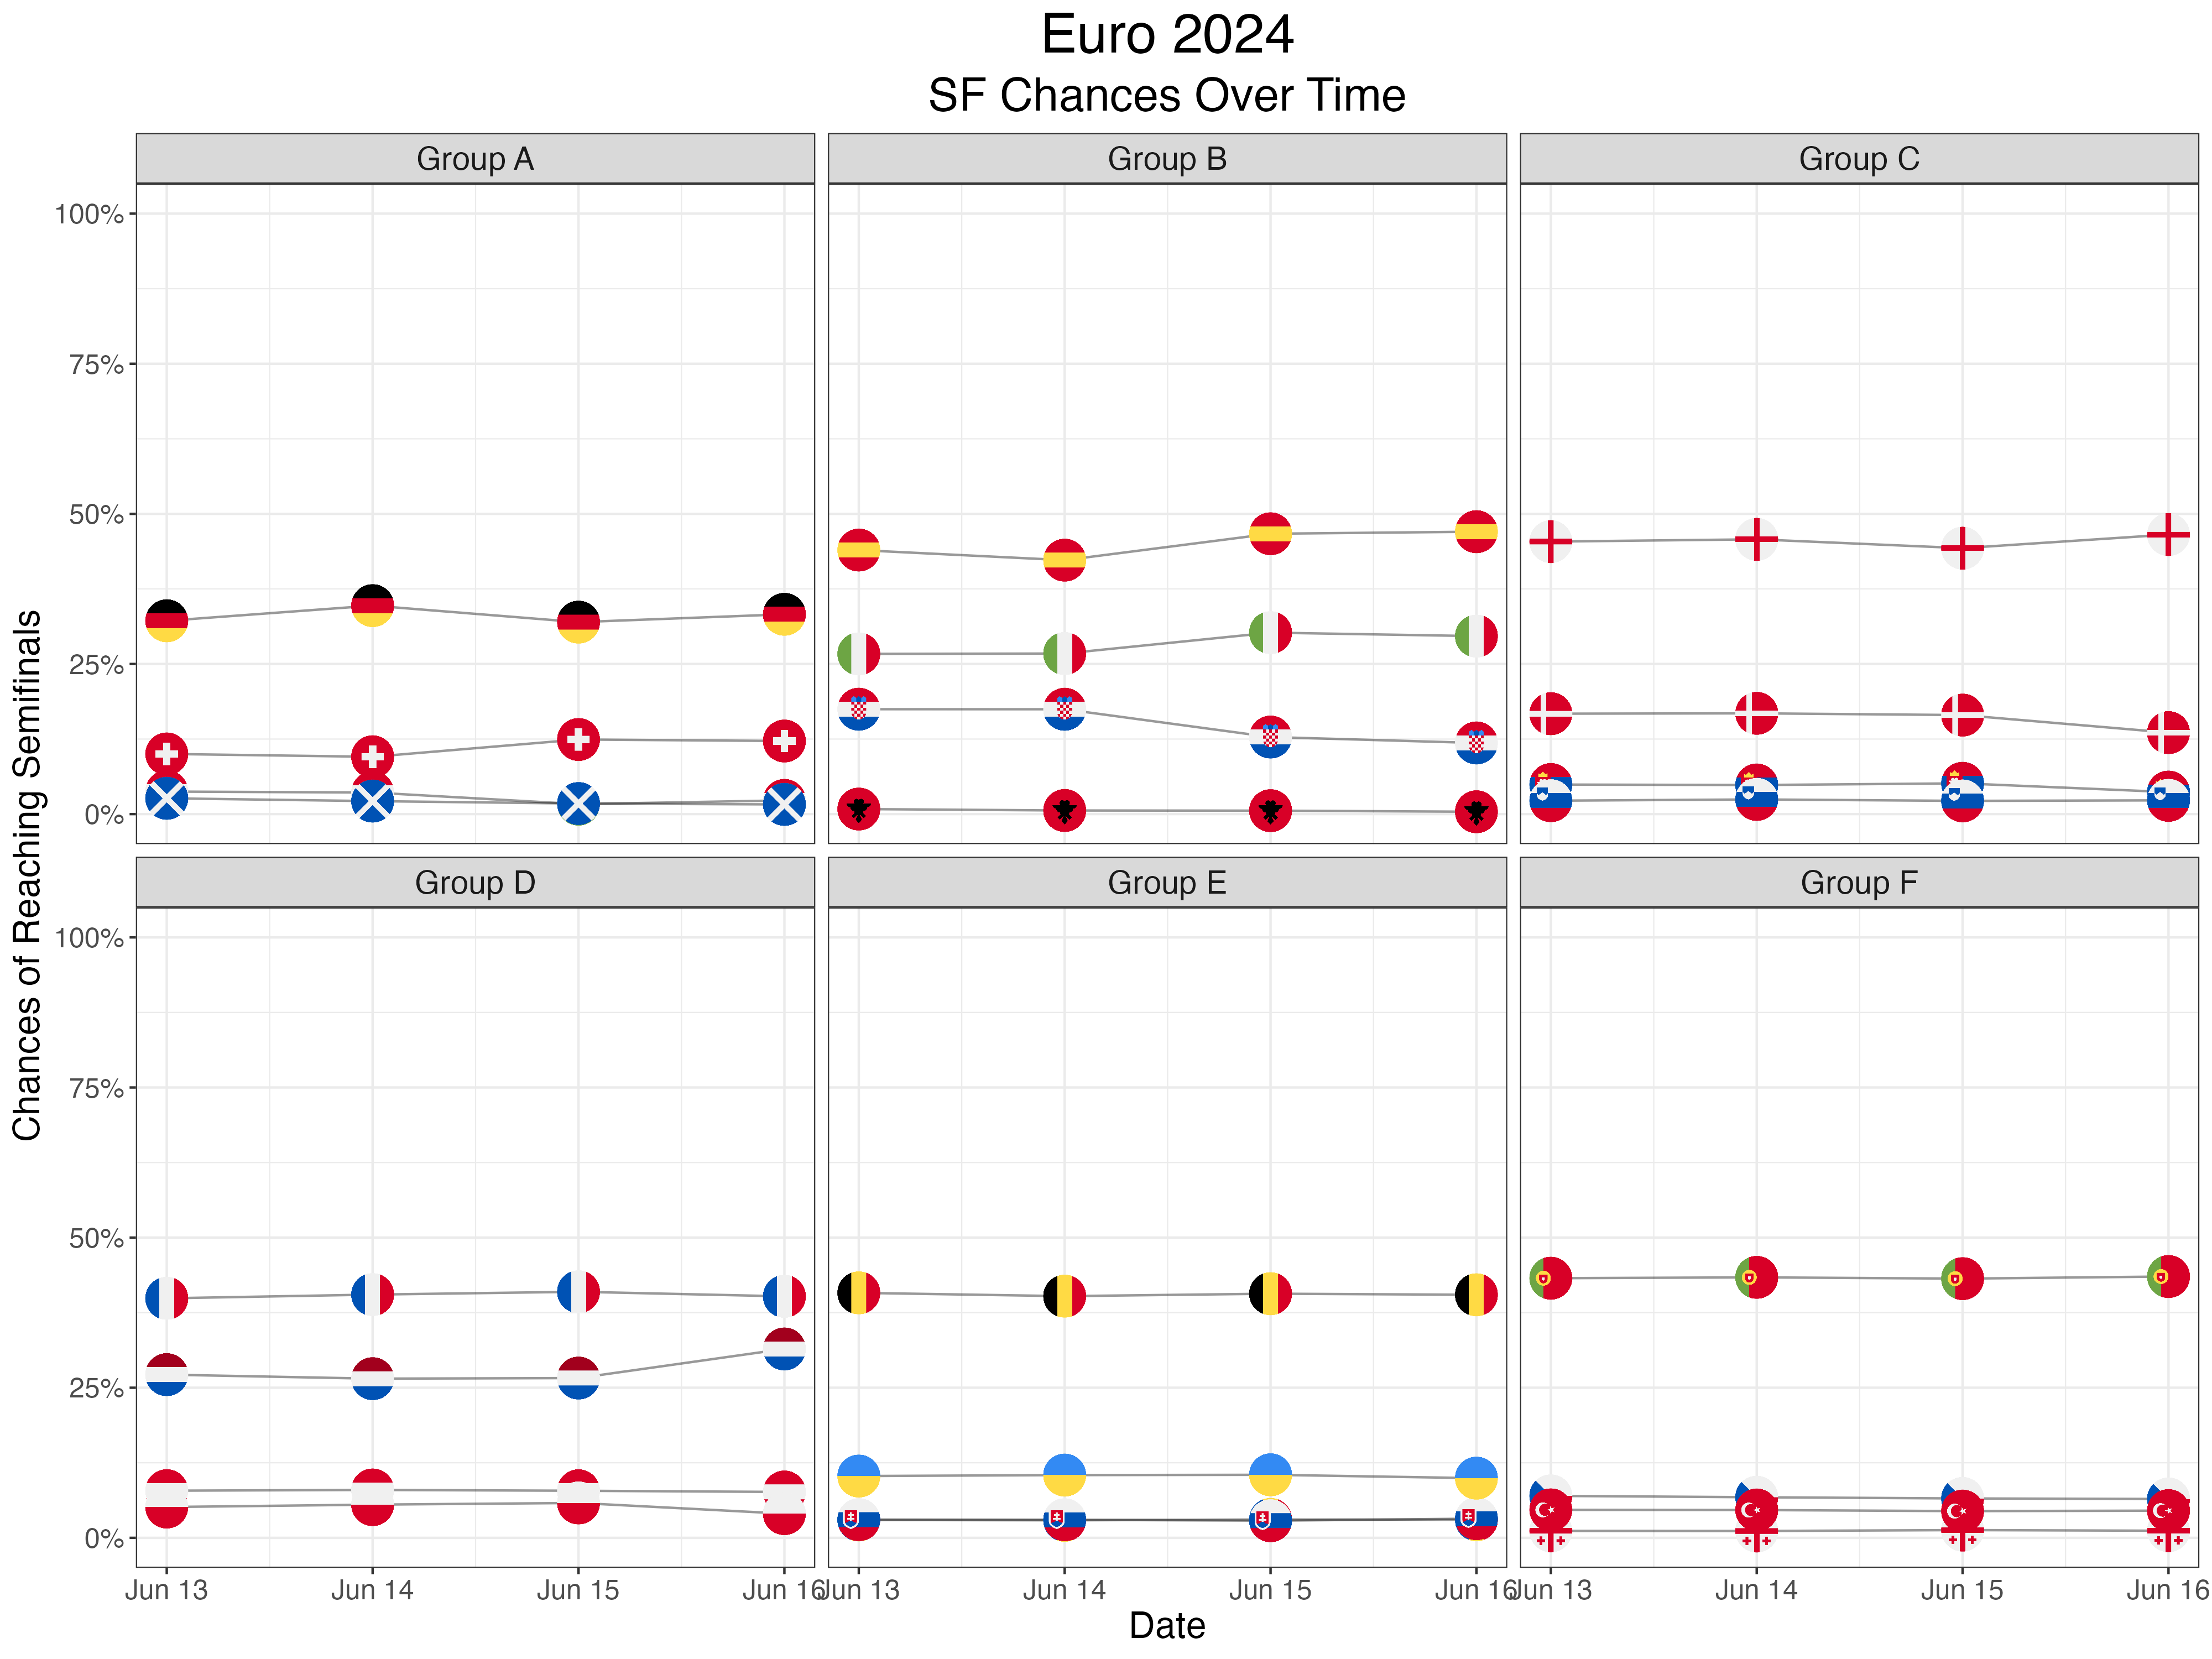 Euro 2024
SF Chances Over Time
Group A
Group B
Group C
100%
75%
50%
25%
0%
Group D
Group E
Group F
100%
75%
50%
25%
0%
Jun 13
Jun 14
Jun 15
Jun 16
Jun 13
Jun 14
Jun 15
Jun 16
Jun 13
Jun 14
Jun 15
Jun 16
Date
Chances of Reaching Semifinals